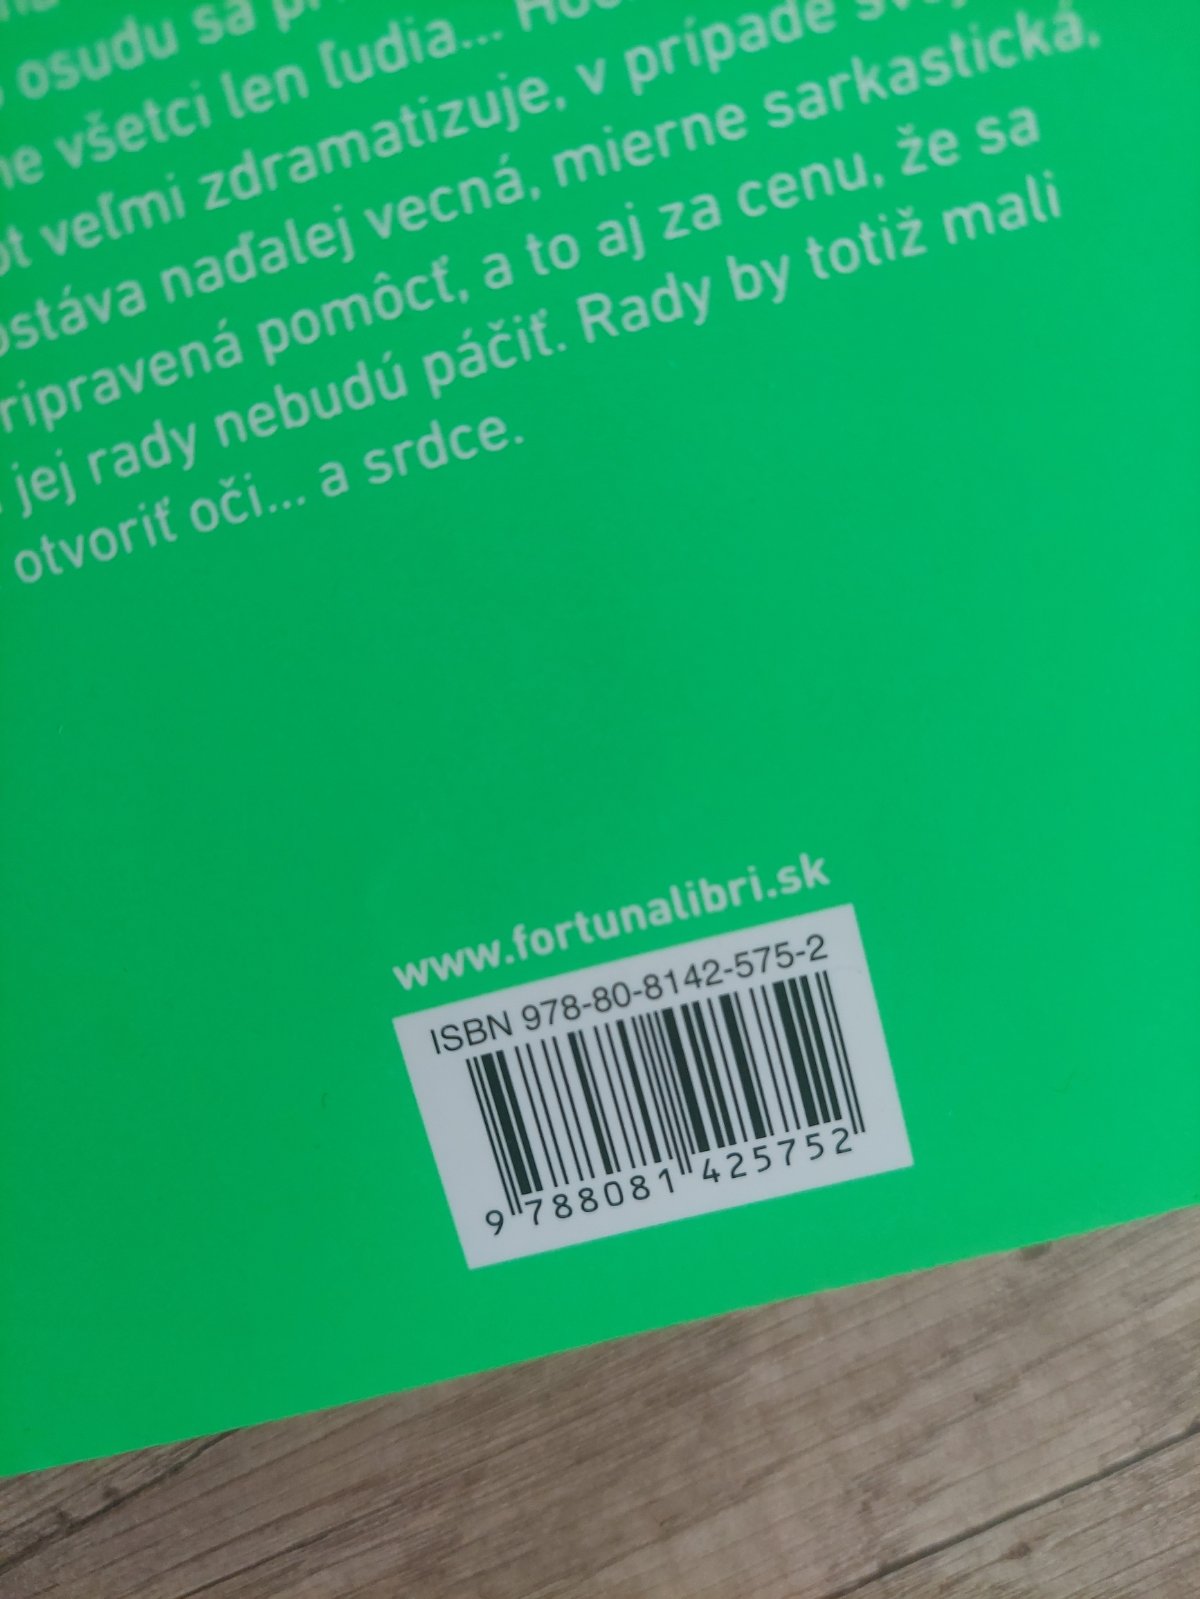 osudu sa
všetci len ľudia...
veľmi zdramatizuje, v prípade
naďalej vecná, mierne sarkastická,
pomôcť, a to aj za cenu, že sa
jej rady nebudú páčiť. Rady by totiž mali
otvoriť oči... a srdce.
www.fortunalibri.sk
ISBN 978-80-8142-575-2
9 788081 425752